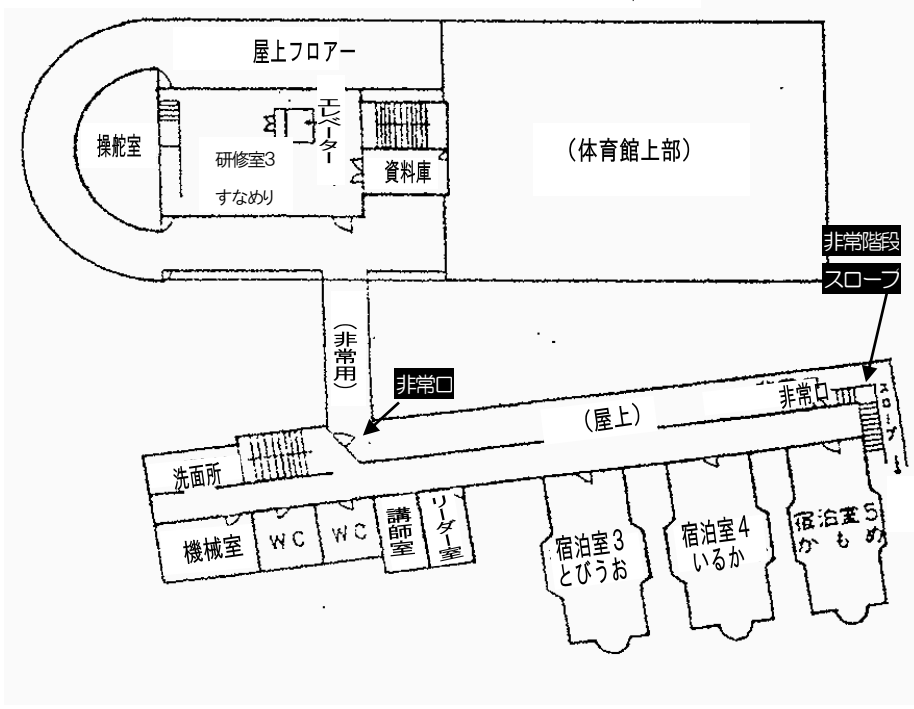 屋上フロアー
エレベーター
操舵室
研修室3
すなめり
資料庫
(体育館上部)
非常階段
スロープ
(非常用)
非常口
非常口
スロープ
(屋上)
洗面所
機械室
WC
WC
講師室
リーダー室
宿泊室3
とびうお
宿泊室4
いるか
宿泊室5
かもめ